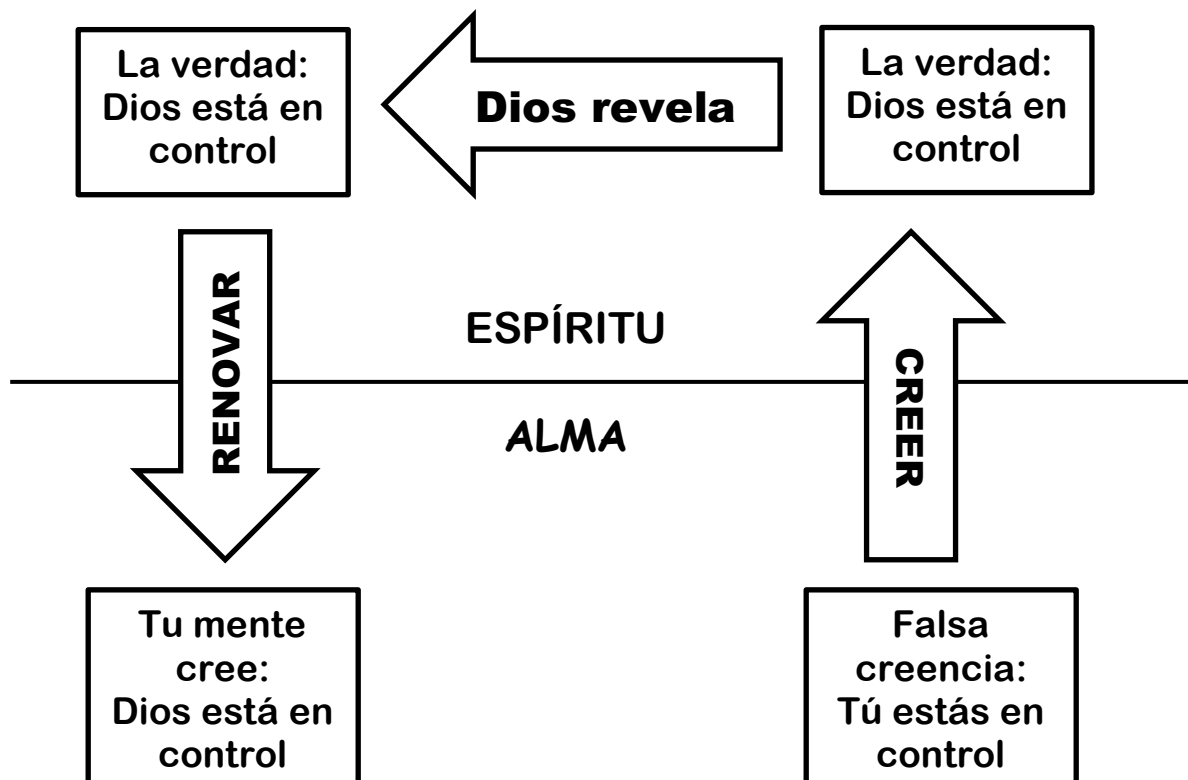 La verdad:
Dios está en
control
Dios revela
La verdad:
Dios está en
control
RENOVAR
ESPÍRITU
CREER
ALMA
Tu mente
cree:
Dios está en
control
Falsa
creencia:
Tú estás en
control